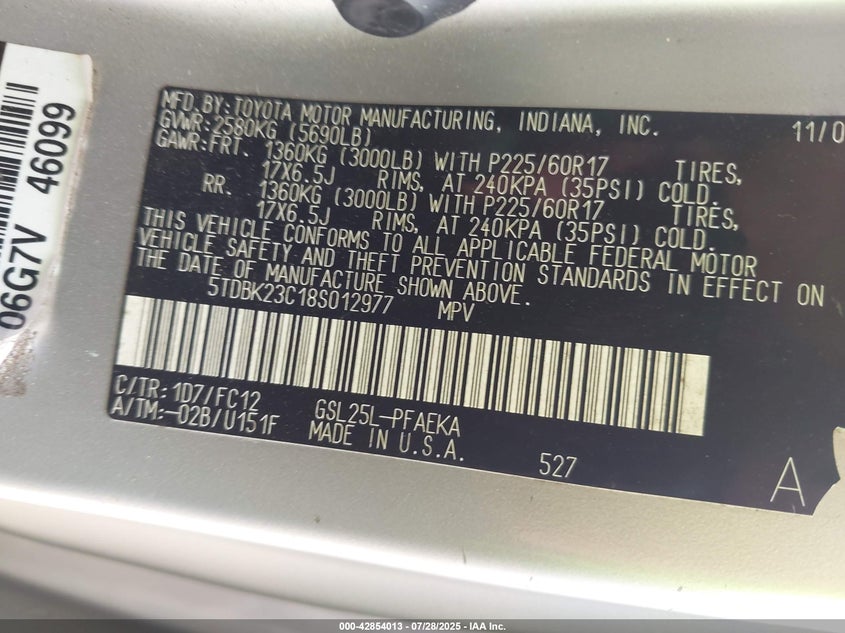 06G7V 46099
MFD. BY: TOYOTA MOTOR MANUFACTURING, INDIANA, INC. 11/0
GVWR: 2580KG (5690LB)
GAWR: FRT. 1360KG (3000LB) WITH P225/60R17 TIRES,
17X6.5J RIMS, AT 240KPA (35PSI) COLD.
RR. 1360KG (3000LB) WITH P225/60R17 TIRES,
17X6.5J RIMS, AT 240KPA (35PSI) COLD.
THIS VEHICLE CONFORMS TO ALL APPLICABLE FEDERAL MOTOR
VEHICLE SAFETY AND THEFT PREVENTION STANDARDS IN EFFECT ON
THE DATE OF MANUFACTURE SHOWN ABOVE.
5TDBK23C18S012977 MPV
C/TR: 1D7/FC12 GSL25L-PFAEKA
A/TM:-02B/U151F MADE IN U.S.A.
527
A
000-42854013 — 07/28/2025 — IAA Inc.